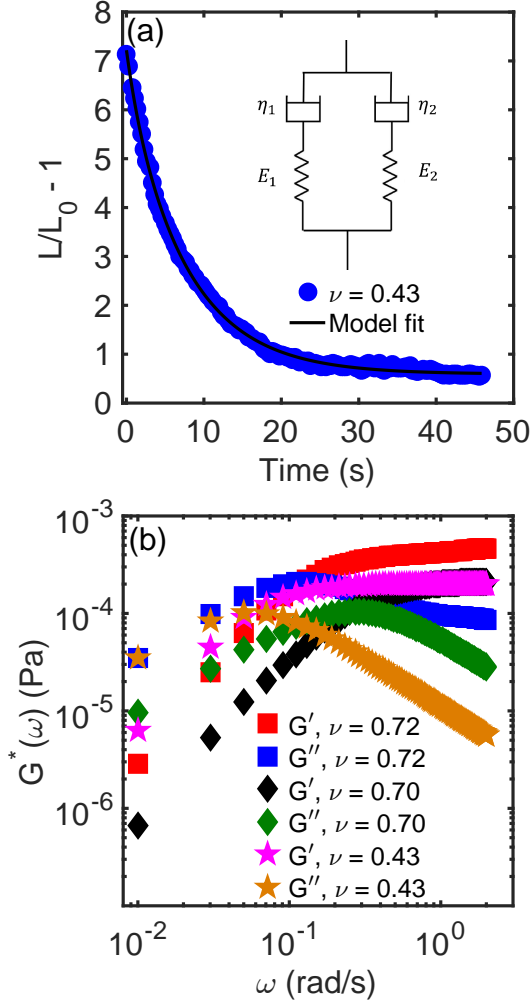 (a)
7
6
5
4
3
2
1
0
L/L₀ - 1
η₁
η₂
E₁
E₂
ν = 0.43
Model fit
0 10 20 30 40 50
Time (s)
(b)
10⁻³
10⁻⁴
10⁻⁵
10⁻⁶
G*(ω) (Pa)
G′, ν = 0.72
G′′, ν = 0.72
G′, ν = 0.70
G′′, ν = 0.70
G′, ν = 0.43
G′′, ν = 0.43
10⁻² 10⁻¹ 10⁰
ω (rad/s)